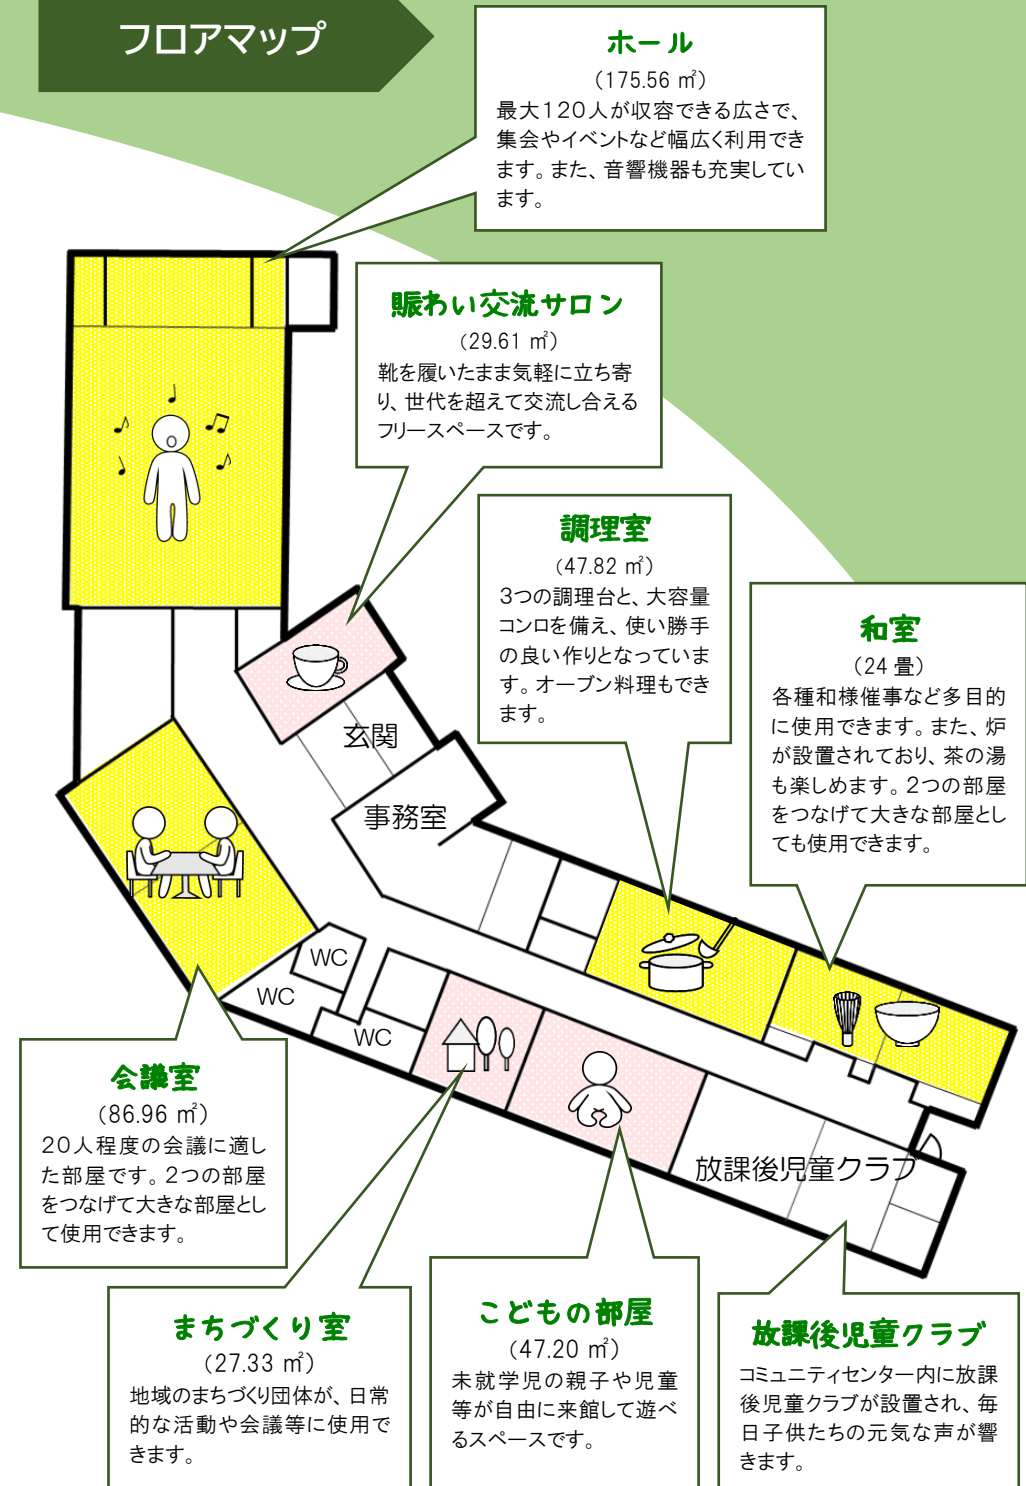 フロアマップ
ホール
（175.56 ㎡）
最大120人が収容できる広さで、
集会やイベントなど幅広く利用でき
ます。また、音響機器も充実してい
ます。
賑わい交流サロン
（29.61 ㎡）
靴を履いたまま気軽に立ち寄
り、世代を超えて交流し合える
フリースペースです。
調理室
（47.82 ㎡）
3つの調理台と、大容量
コンロを備え、使い勝手
の良い作りとなっていま
す。オーブン料理もでき
ます。
和室
（24 畳）
各種和様催事など多目的
に使用できます。また、炉
が設置されており、茶の湯
も楽しめます。2つの部屋
をつなげて大きな部屋とし
ても使用できます。
玄関
事務室
WC
WC
WC
放課後児童クラブ
会議室
（86.96 ㎡）
20人程度の会議に適し
た部屋です。2つの部屋
をつなげて大きな部屋とし
て使用できます。
まちづくり室
（27.33 ㎡）
地域のまちづくり団体が、日常
的な活動や会議等に使用で
きます。
こどもの部屋
（47.20 ㎡）
未就学児の親子や児童
等が自由に来館して遊べ
るスペースです。
放課後児童クラブ
コミュニティセンター内に放課
後児童クラブが設置され、毎
日子供たちの元気な声が響
きます。